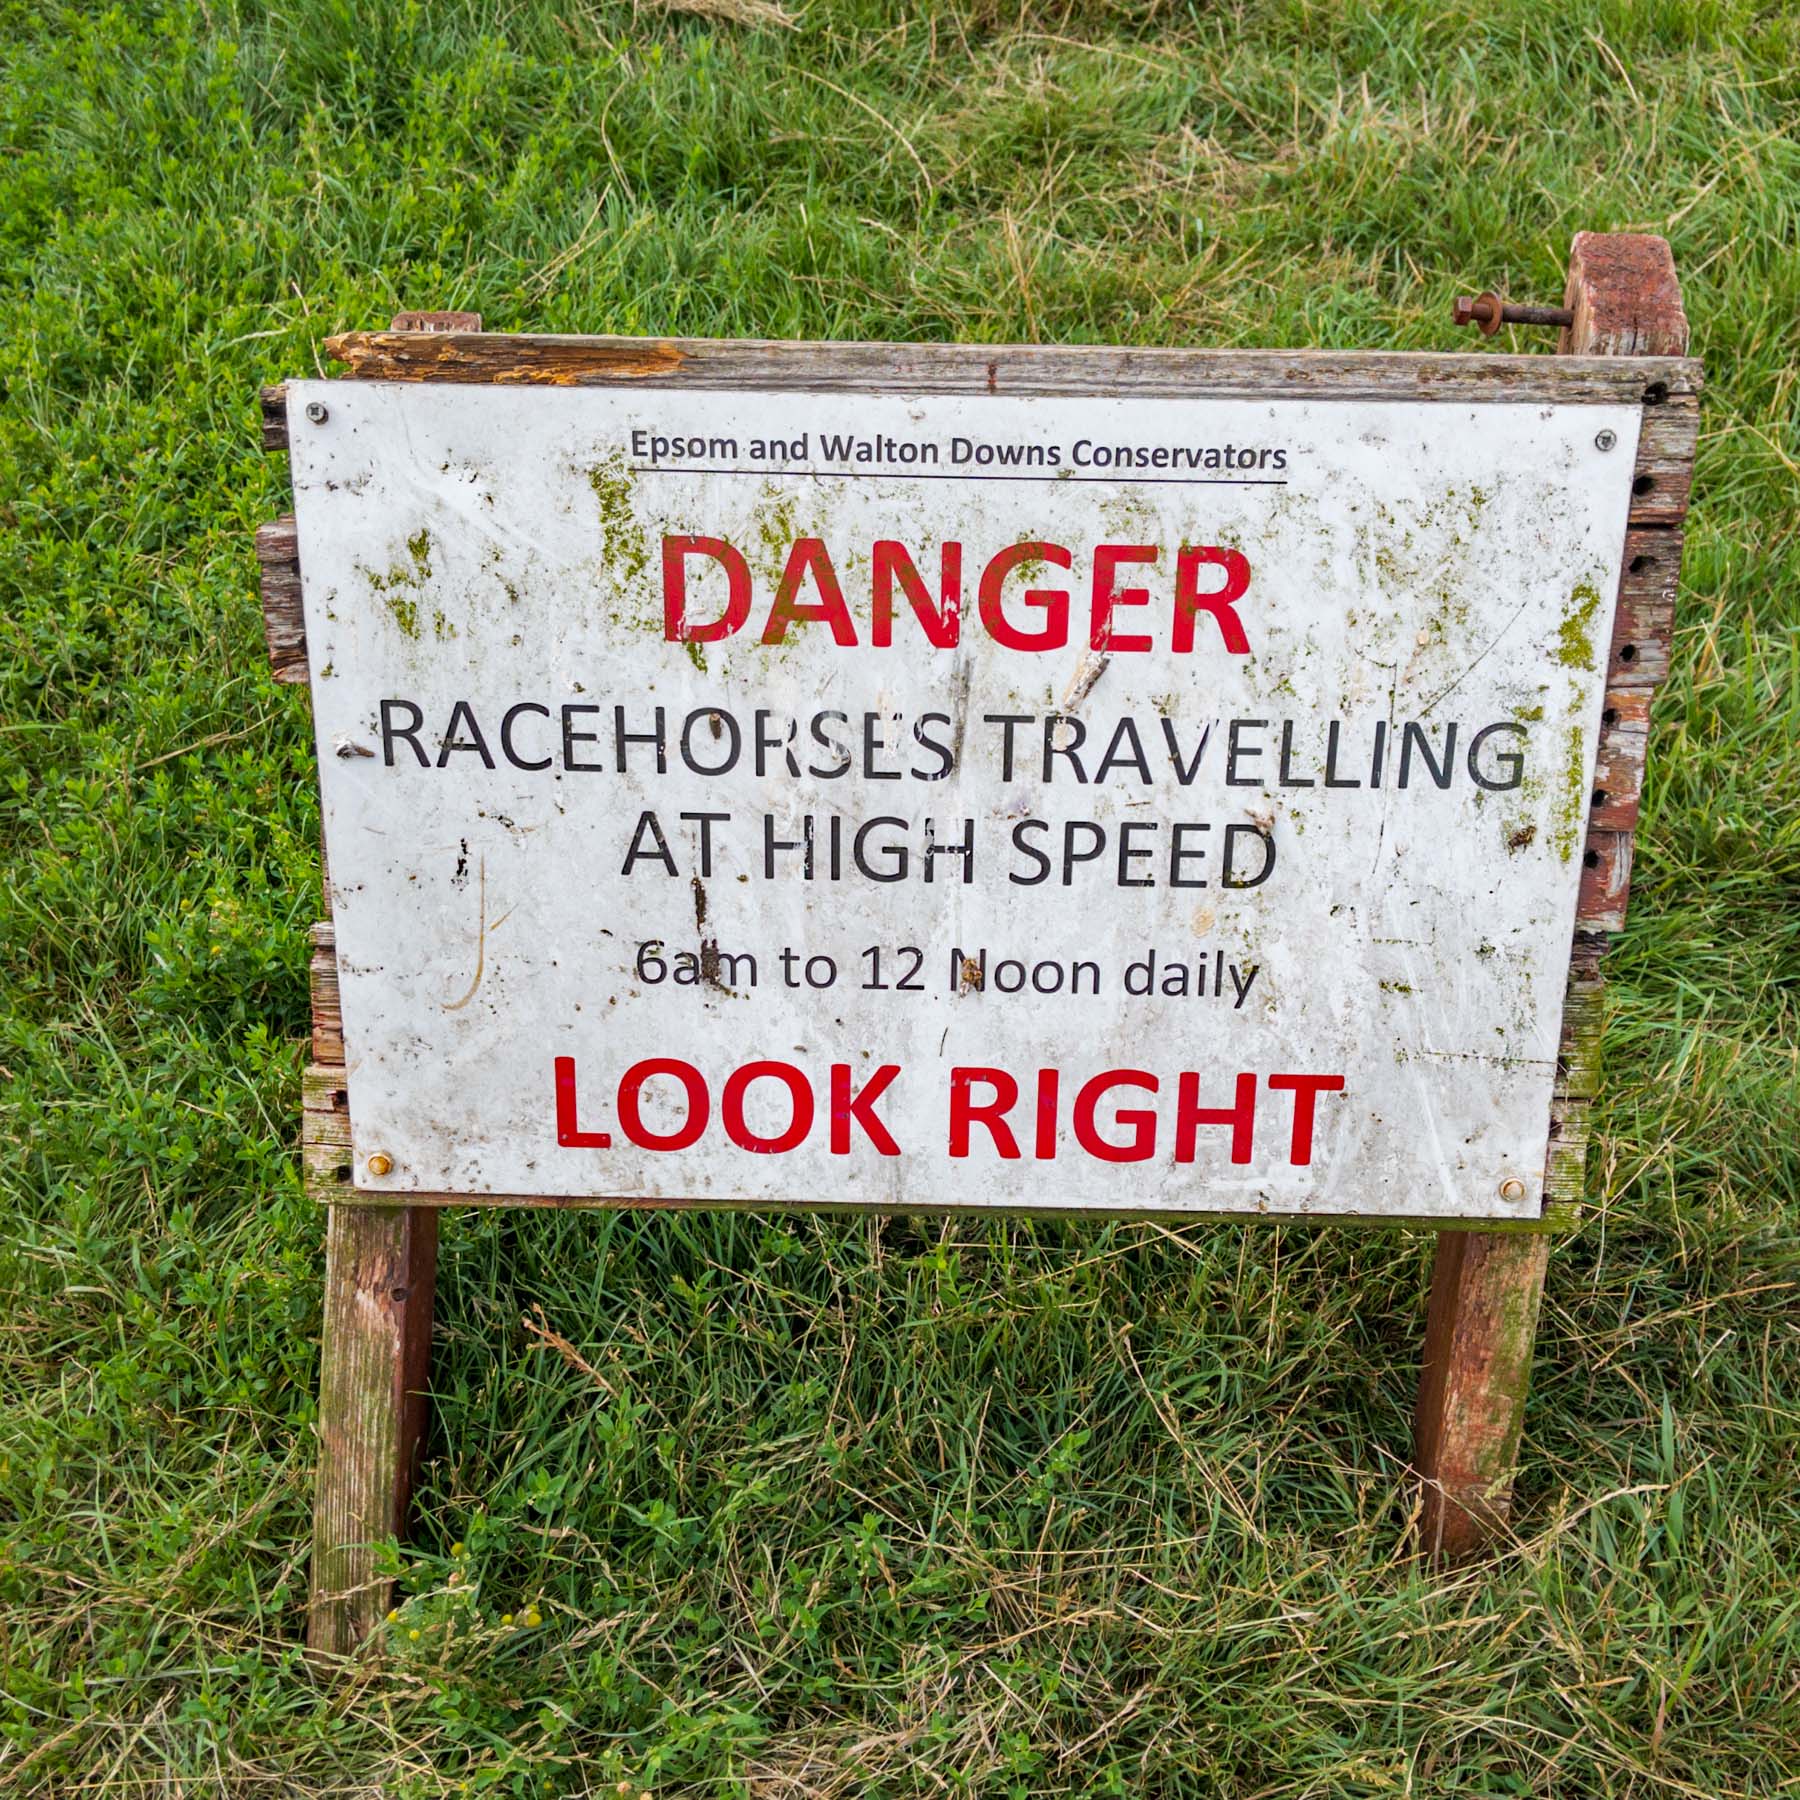 Epsom and Walton Downs Conservators
DANGER
RACEHORSES TRAVELLING
AT HIGH SPEED
6am to 12 Noon daily
LOOK RIGHT